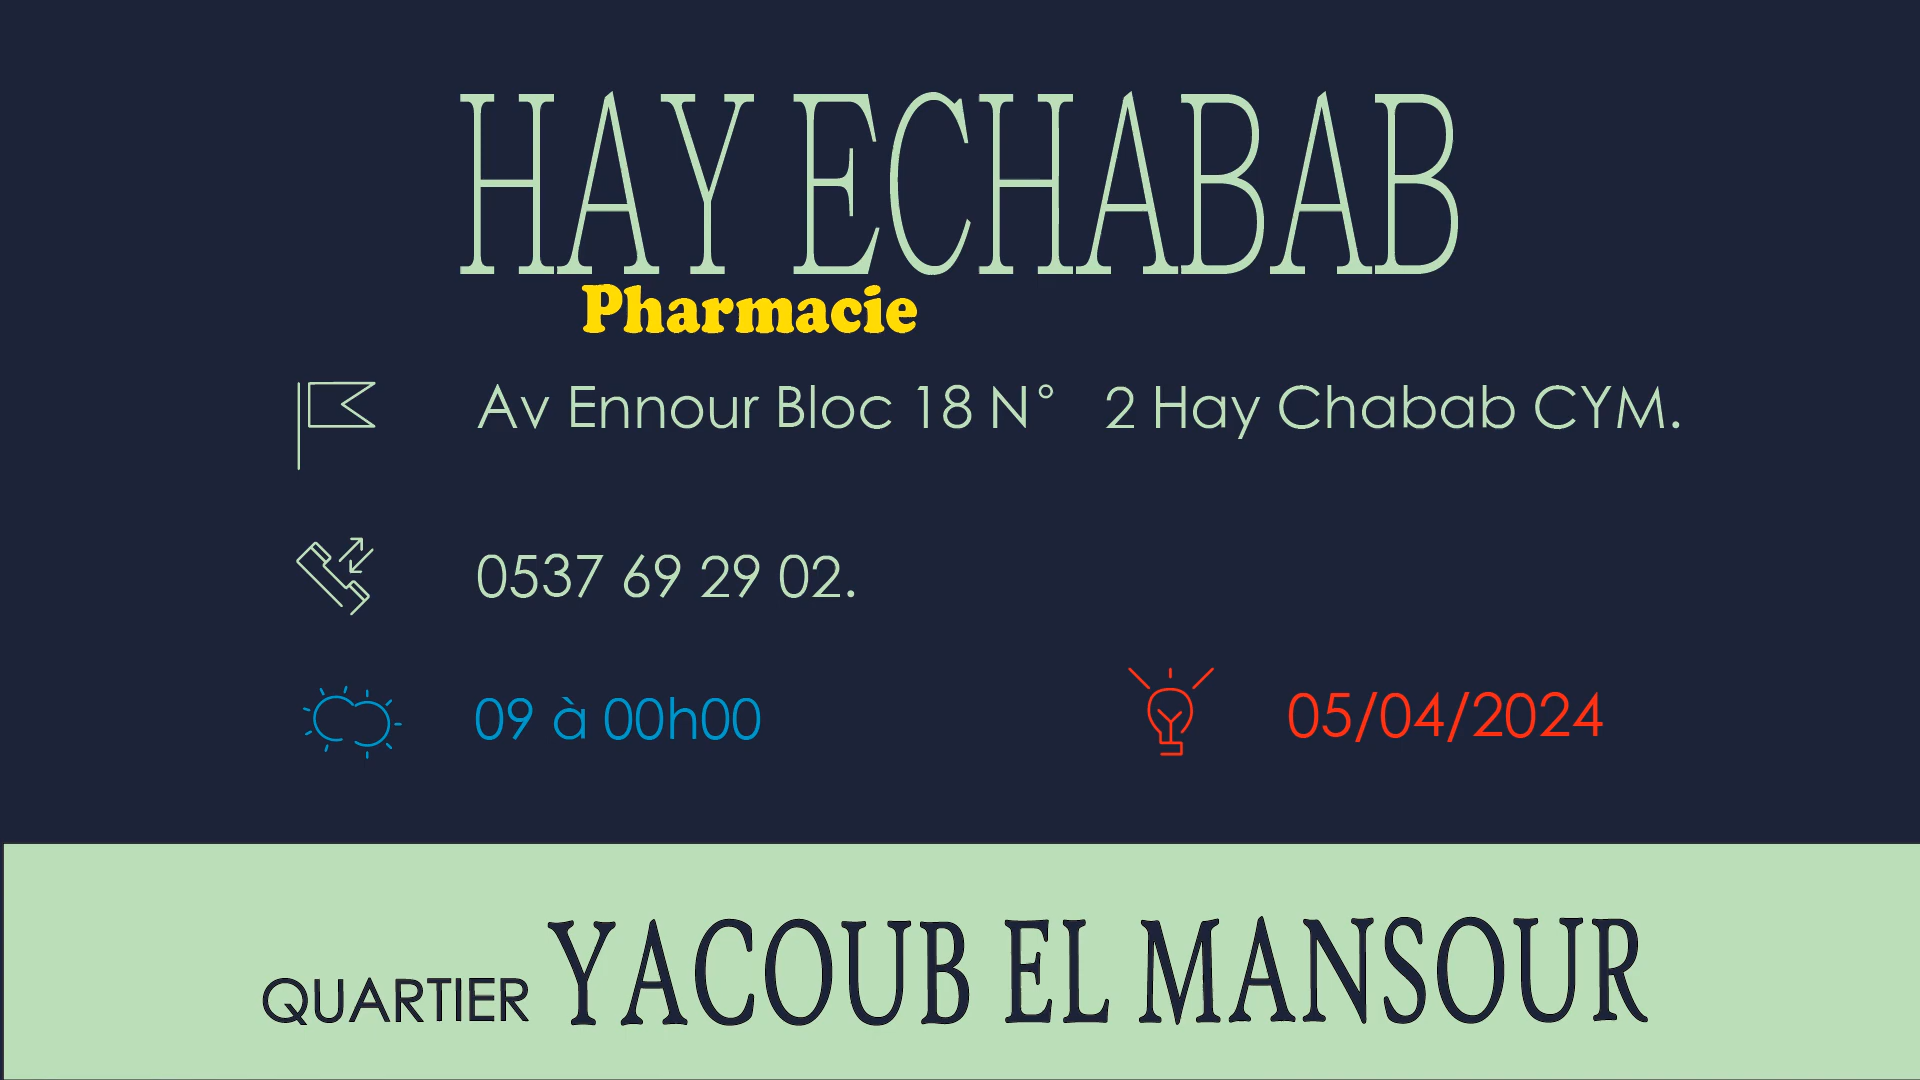 HAY ECHABAB
Pharmacie
Av Ennour Bloc 18 N° 2 Hay Chabab CYM.
0537 69 29 02.
09 à 00h00
05/04/2024
QUARTIER YACOUB EL MANSOUR